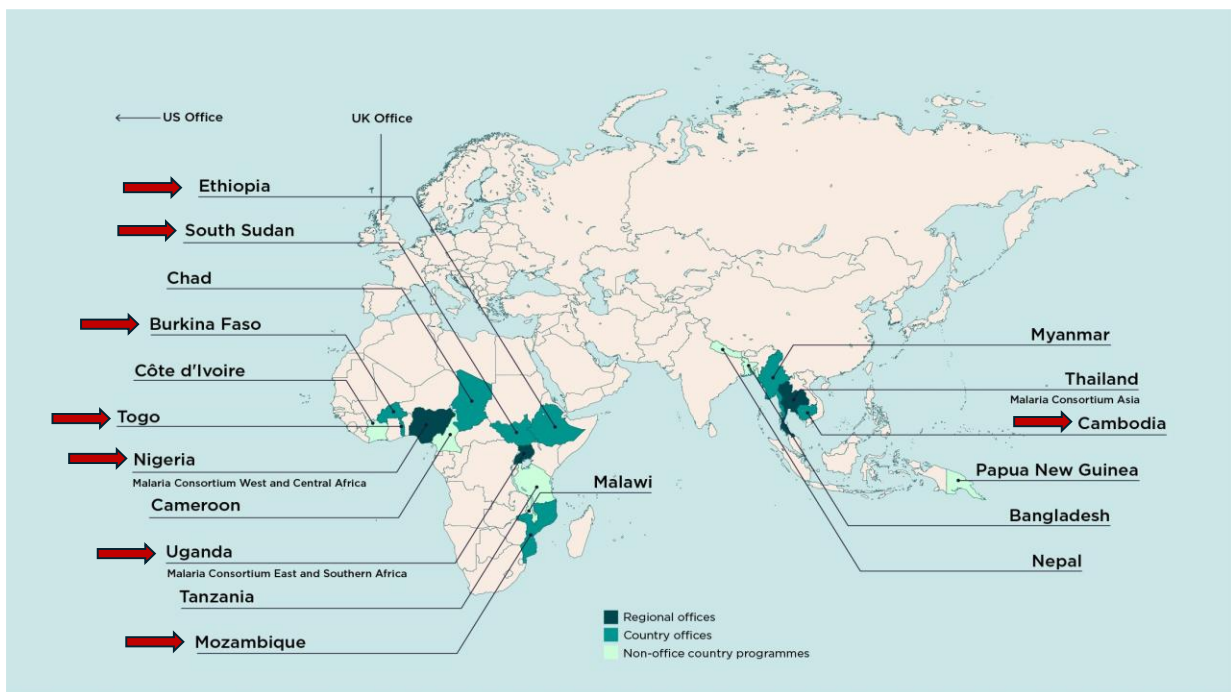 US Office
UK Office
Ethiopia
South Sudan
Chad
Burkina Faso
Côte d'Ivoire
Togo
Nigeria
Malaria Consortium West and Central Africa
Cameroon
Uganda
Malaria Consortium East and Southern Africa
Tanzania
Mozambique
Málawi
Myanmar
Thailand
Malaria Consortium Asia
Cambodia
Papua New Guinea
Bangladesh
Nepal
Regional offices
Country offices
Non-office country programmes